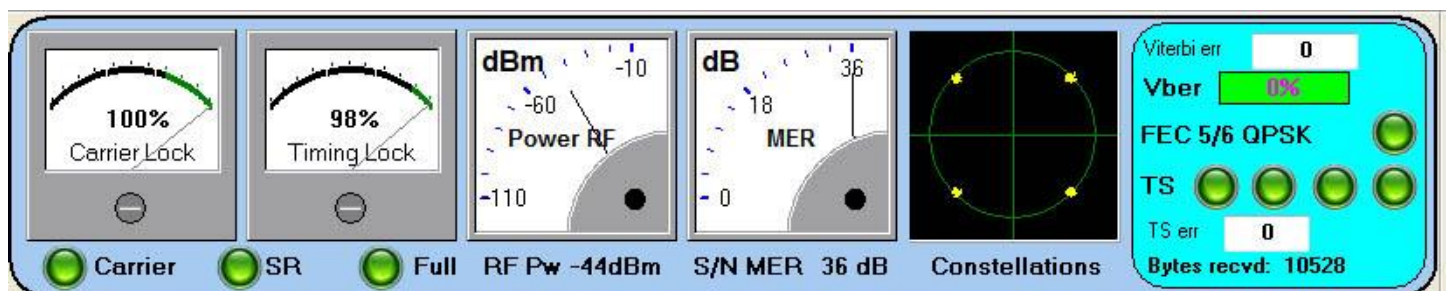 100%
Carrier Lock
98%
Timing Lock
dBm
-10
-60
Power RF
-110
dB
36
18
MER
0
Viterbi err 0
Vber 0%
FEC 5/6 QPSK
TS
TS err 0
Bytes recvd: 10528
Carrier SR Full RF Pw -44dBm S/N MER 36 dB Constellations